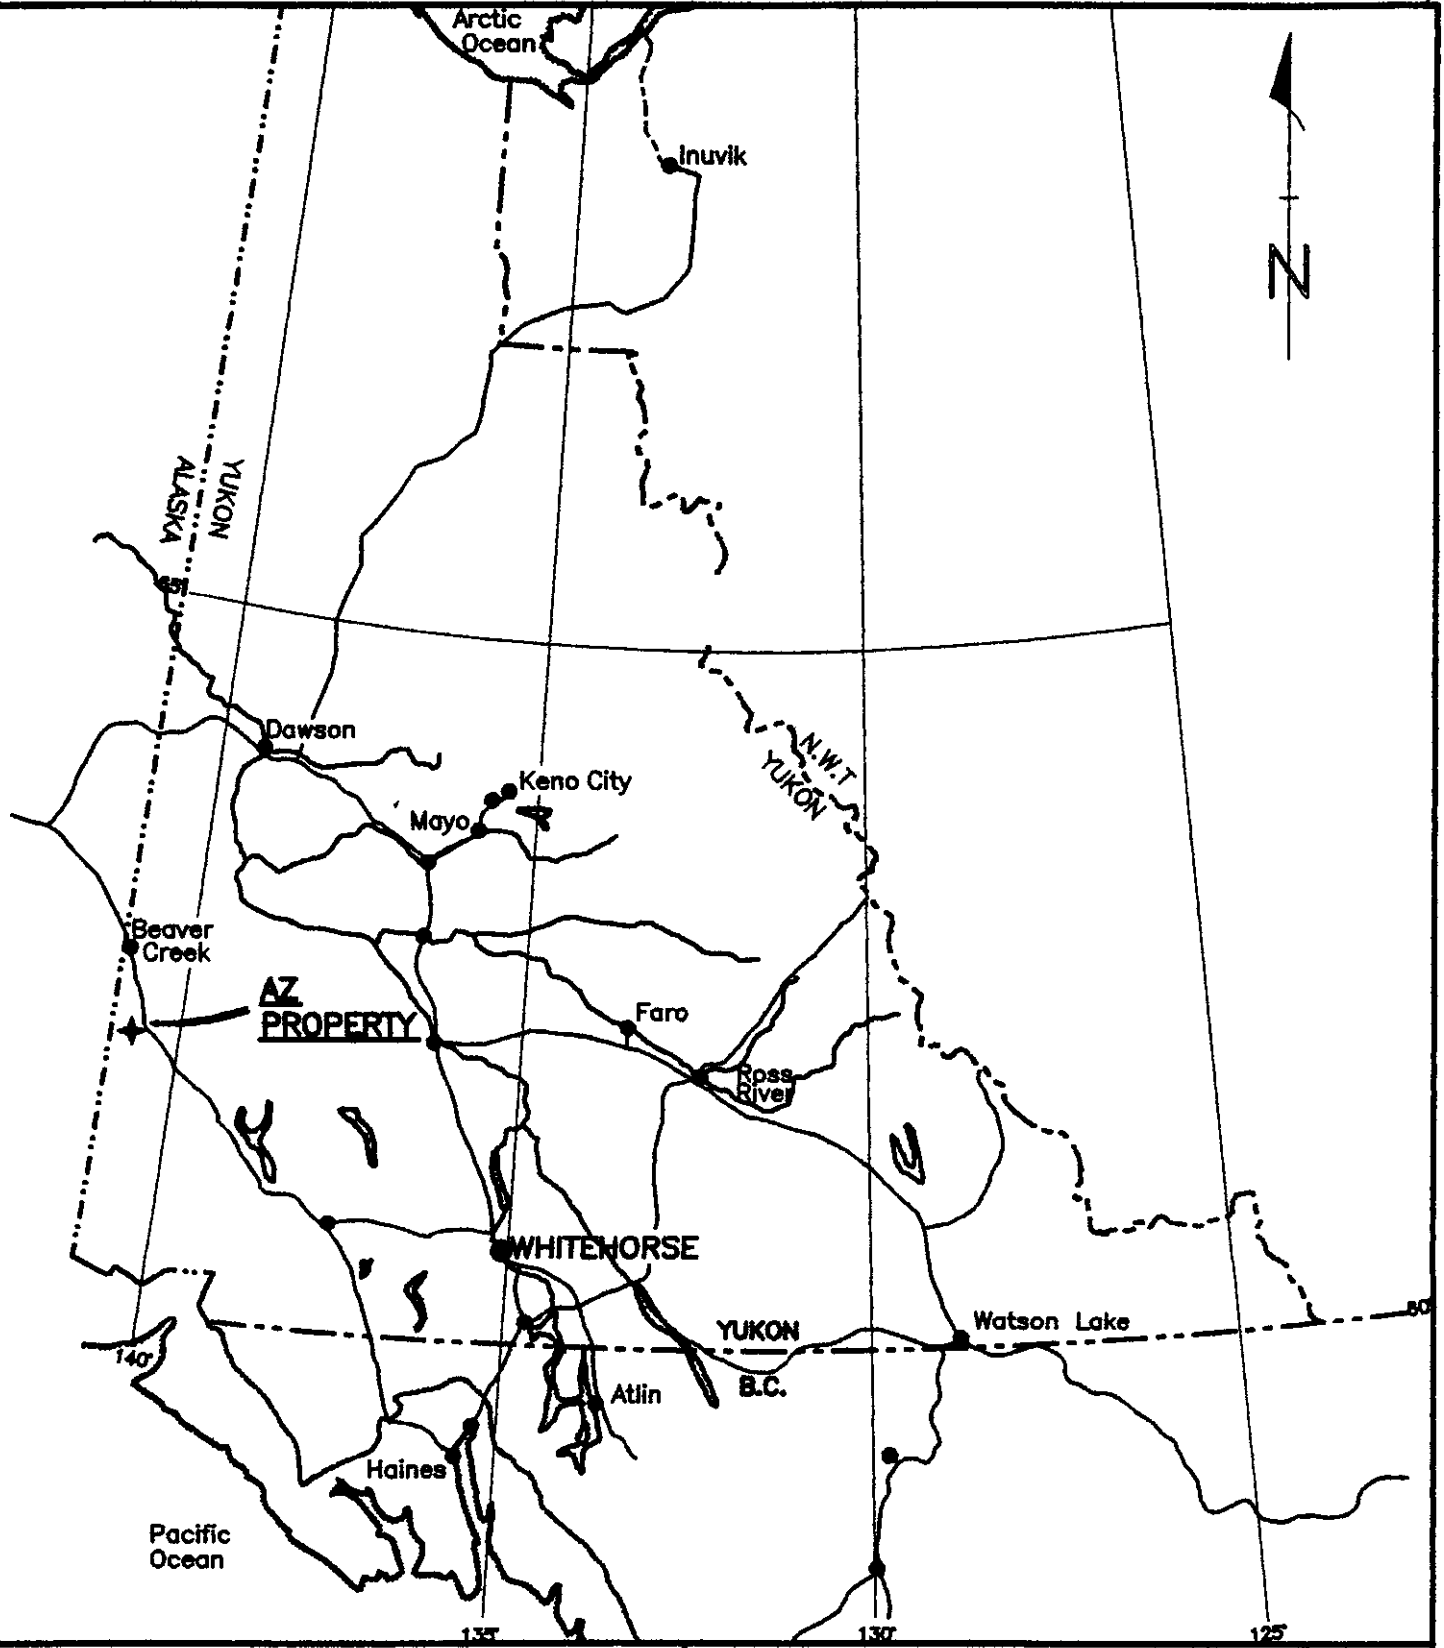 Arctic
Ocean
Inuvik
N
YUKON
ALASKA
65°
Dawson
Keno City
Mayo
N.W.T
YUKON
Beaver
Creek
AZ
PROPERTY
Faro
Ross
River
WHITEHORSE
Watson Lake
60°
YUKON
B.C.
140°
Atlin
Haines
Pacific
Ocean
135°
130°
125°